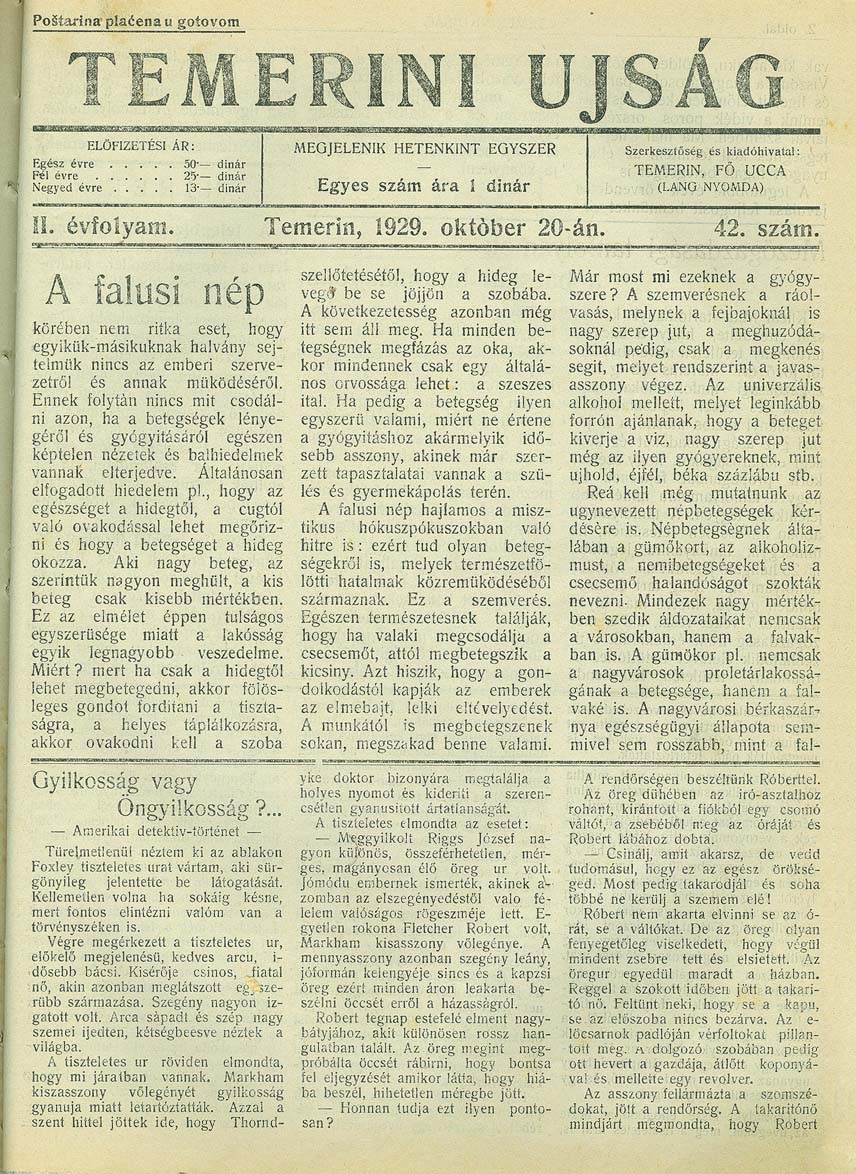 Poštarina plaćena u gotovom
TEMERINI UJSÁG
ELŐFIZETÉSI ÁR:
Egész évre . . . . . 50·— dinár
Fél évre . . . . . . 25·— dinár
Negyed évre . . . . . 13·— dinár
MEGJELENIK HETENKINT EGYSZER
—
Egyes szám ára 1 dinár
Szerkesztőség és kiadóhivatal:
TEMERIN, FŐ UCCA
(LANG NYOMDA)
II. évfolyam.
Temerin, 1929. október 20-án.
42. szám.
A falusi nép
körében nem ritka eset, hogy
egyikük-másikuknak halvány sej-
telmük nincs az emberi szerve-
zetről és annak müködéséről.
Ennek folytán nincs mit csodál-
ni azon, ha a betegségek lénye-
géről és gyógyitásáról egészen
képtelen nézetek és balhiedelmek
vannak elterjedve. Általánosan
elfogadott hiedelem pl., hogy az
egészséget a hidegtől, a cugtól
való ovakodással lehet megőriz-
ni és hogy a betegséget a hideg
okozza. Aki nagy beteg, az
szerintük nagyon meghült, a kis
beteg csak kisebb mértékben.
Ez az elmélet éppen tulságos
egyszerüsége miatt a lakósság
egyik legnagyobb veszedelme.
Miért? mert ha csak a hidegtől
lehet megbetegedni, akkor fölös-
leges gondot forditani a tiszta-
ságra, a helyes táplálkozásra,
akkor ovakodni kell a szoba
szellőtetésétől, hogy a hideg le-
vegő be se jöjjön a szobába.
A következetesség azonban még
itt sem áll meg. Ha minden be-
tegségnek megfázás az oka, ak-
kor mindennek csak egy általá-
nos orvossága lehet: a szeszes
ital. Ha pedig a betegség ilyen
egyszerü valami, miért ne értene
a gyógyitáshoz akármelyik idő-
sebb asszony, akinek már szer-
zett tapasztalatai vannak a szü-
lés és gyermekápolás terén.
A falusi nép hajlamos a misz-
tikus hókuszpókuszokban való
hitre is: ezért tud olyan beteg-
ségekről is, melyek természetfö-
lötti hatalmak közremüködéséből
származnak. Ez a szemverés.
Egészen természetesnek találják,
hogy ha valaki megcsodálja a
csecsemőt, attól megbetegszik a
kicsiny. Azt hiszik, hogy a gon-
dolkodástól kapják az emberek
az elmebajt, lelki eltévelyedést.
A munkától is megbetegszenek
sokan, megszakad benne valami.
Már most mi ezeknek a gyógy-
szere? A szemverésnek a ráol-
vasás, melynek a fejbajoknál is
nagy szerep jut, a meghuzódá-
soknál pedig, csak a megkenés
segit, melyet rendszerint a javas-
asszony végez. Az univerzális
alkohol mellett, melyet leginkább
forrón ajánlanak, hogy a beteget
kiverje a viz, nagy szerep jut
még az ilyen gyógyereknek, mint
ujhold, éjfél, béka százlábu stb.
Reá kell még mutatnunk az
ugynevezett népbetegségek kér-
désére is. Népbetegségnek álta-
lában a gümőkort, az alkoholiz-
must, a nemibetegségeket és a
csecsemő halandóságot szokták
nevezni. Mindezek nagy mérték-
ben szedik áldozataikat nemcsak
a városokban, hanem a falvak-
ban is. A gümőkor pl. nemcsak
a nagyvárosok proletárlakossá-
gának a betegsége, hanem a fal-
vaké is. A nagyvárosi bérkaszár-
nya egészségügyi állapota sem-
mivel sem rosszabb, mint a fal-
Gyilkosság vagy
Öngyilkosság?...
— Amerikai detektiv-történet —
Türelmetlenül néztem ki az ablakon
Foxley tiszteletes urat vártam, aki sür-
gönyileg jelentette be látogatását.
Kellemetlen volna ha sokáig késne,
mert fontos elintézni valóm van a
törvényszéken is.
Végre megérkezett a tiszteletes ur,
előkelő megjelenésü, kedves arcu, i-
dősebb bácsi. Kisérője csinos, fiatal
nő, akin azonban meglátszott egysze-
rübb származása. Szegény nagyon iz-
gatott volt. Arca sápadt és szép nagy
szemei ijedten, kétségbeesve néztek a
világba.
A tiszteletes ur röviden elmondta,
hogy mi járatban vannak. Markham
kiszasszony vőlegényét gyilkosság
gyanuja miatt letartóztatták. Azzal a
szent hittel jöttek ide, hogy Thornd-
yke doktor bizonyára megtalálja a
holyes nyomot és kideriti a szeren-
csétlen gyanusitott ártatlanságát.
A tiszteletes elmondta az esetet:
— Meggyilkolt Riggs József na-
gyon különös, összeférhetetlen, mér-
ges, magányosan élő öreg ur volt.
Jómódu embernek ismerték, akinek a-
zomban az elszegényedéstől valo fé-
lelem valóságos rögeszméje lett. E-
gyetlen rokona Fletcher Robert volt,
Markham kisasszony vőlegénye. A
mennyasszony azonban szegény leány,
jóformán kelengyéje sincs és a kapzsi
öreg ezért minden áron leakarta be-
szélni öccsét erről a házasságról.
Robert tegnap estefelé elment nagy-
bátyjához, akit különösen rossz han-
gulatban talált. Az öreg megint meg-
próbálta öccsét rábirni, hogy bontsa
fel eljegyzését amikor látta, hogy hiá-
ba beszél, hihetetlen méregbe jött.
— Honnan tudja ezt ilyen ponto-
san?
A rendőrségen beszéltünk Róberttel.
Az öreg dühében az iró-asztalhoz
rohant, kirántott a fiókból egy csomó
váltót, a zsebéből meg az óráját és
Robert lábához dobta.
— Csinálj, amit akarsz, de vedd
tudomásul, hogy ez az egész öröksé-
ged. Most pedig takarodjál és soha
többé ne kerülj a szemem elé!
Róbert nem akarta elvinni se az ó-
rát, se a váltókat. De az öreg olyan
fenyegetőleg viselkedett, hogy végül
mindent zsebre tett és elsietett. Az
öregur egyedül maradt a házban.
Reggel a szokott időben jött a takari-
tó nő. Feltünt neki, hogy se a kapu,
se az előszoba nincs bezárva. Az e-
lőcsarnok padlóján vérfoltokat pillan-
tott meg. A dolgozó szobában pedig
ott hevert a gazdája, átlőtt koponyá-
val és mellette egy revolver.
Az asszony fellármázta a szomszé-
dokat, jött a rendőrség. A takaritónő
mindjárt megmondta, hogy Robert